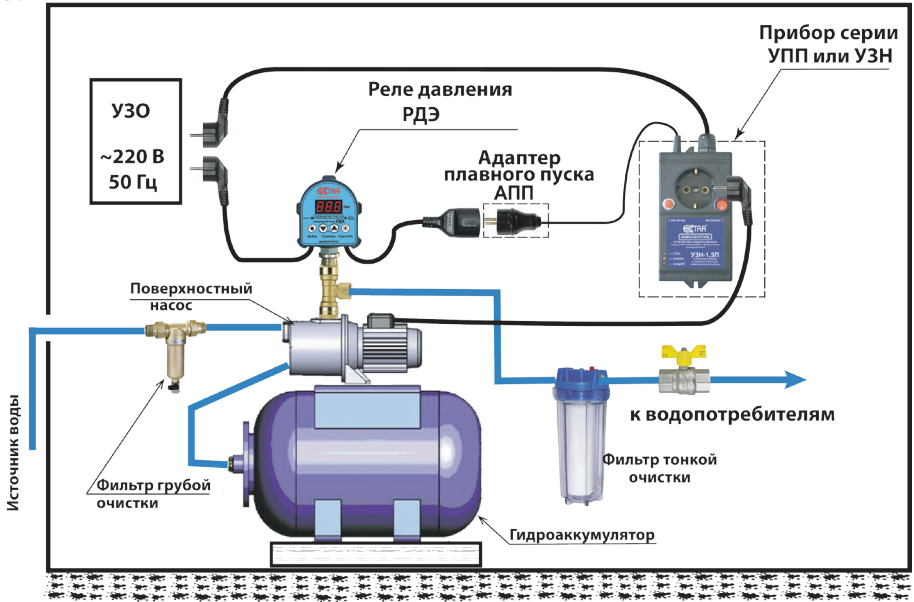 Прибор серии
УПП или УЗН
УЗО
~220 В
50 Гц
Реле давления
РДЭ
Адаптер
плавного пуска
АПП
EXTRA
УЗН-1.5П
Поверхностный
насос
Источник воды
Фильтр грубой
очистки
к водопотребителям
Фильтр тонкой
очистки
Гидроаккумулятор